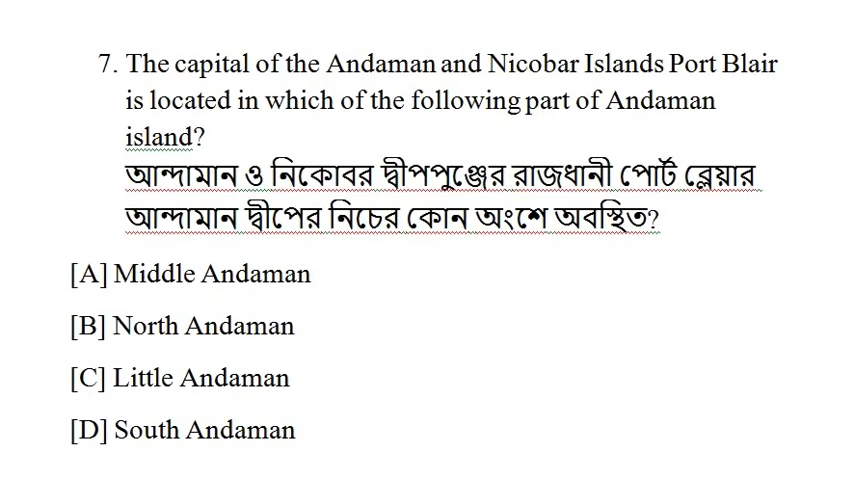 7. The capital of the Andaman and Nicobar Islands Port Blair
is located in which of the following part of Andaman
island?
আন্দামান ও নিকোবর দ্বীপপুঞ্জের রাজধানী পোর্ট ব্লেয়ার
আন্দামান দ্বীপের নিচের কোন অংশে অবস্থিত?
[A] Middle Andaman
[B] North Andaman
[C] Little Andaman
[D] South Andaman